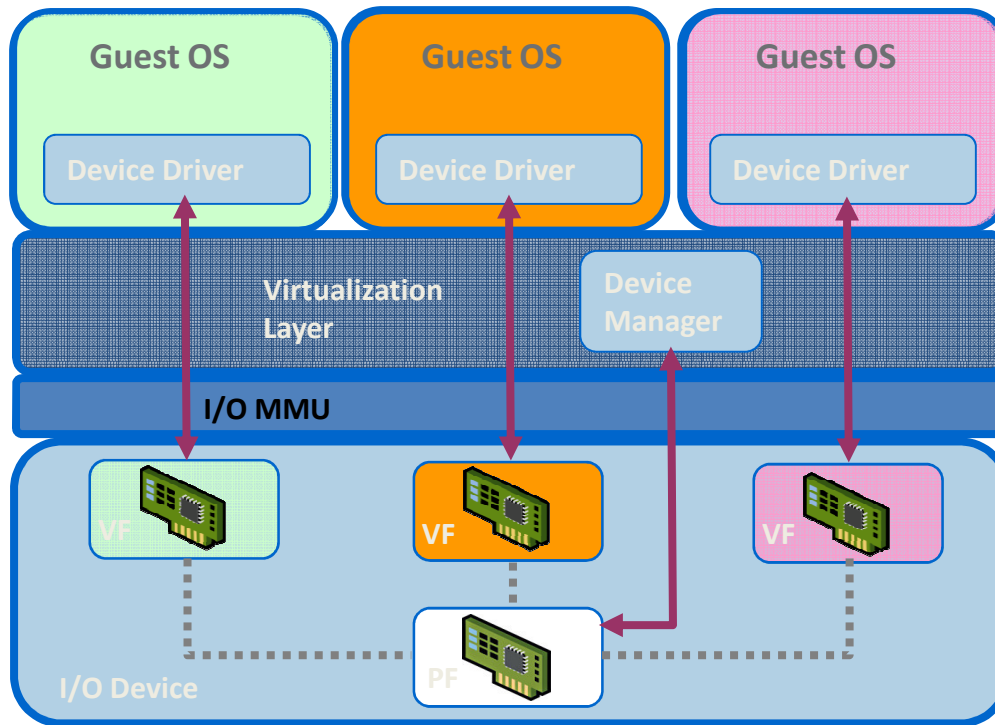 Guest OS
Guest OS
Guest OS
Device Driver
Device Driver
Device Driver
Virtualization
Layer
Device
Manager
I/O MMU
VF
VF
VF
PF
I/O Device